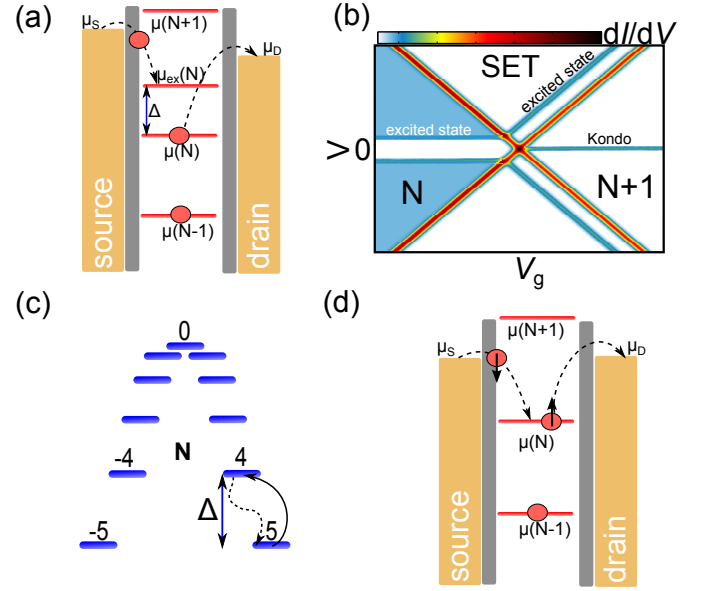 (a)
μS
μ(N+1)
μD
μex(N)
Δ
μ(N)
μ(N-1)
source
drain
(b)
dI/dV
SET
excited state
excited state
Kondo
V
0
N
N+1
Vg
(c)
0
-4
N
4
Δ
-5
5
(d)
μ(N+1)
μS
μD
μ(N)
μ(N-1)
source
drain